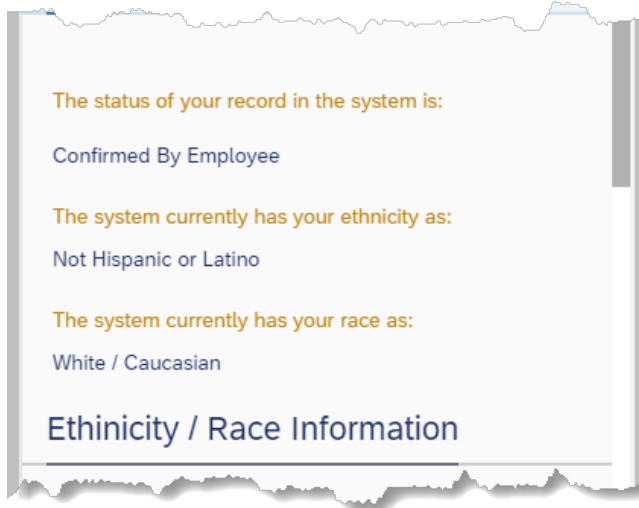 The status of your record in the system is:
Confirmed By Employee
The system currently has your ethnicity as:
Not Hispanic or Latino
The system currently has your race as:
White / Caucasian
Ethinicity / Race Information